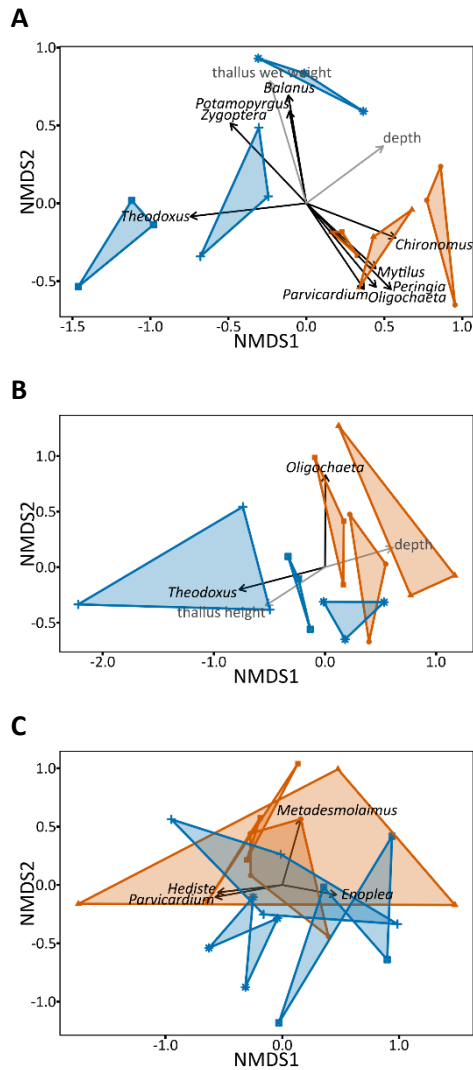 A
1.0
thallus wet weight
Balanus
Potamopyrgus
0.5
Zygoptera
depth
NMDS2
0.0
Theodoxus
Chironomus
Mytilus
-0.5
Parvicardium
Peringia
Oligochaeta
-1.5 -1.0 -0.5 0.0 0.5 1.0
NMDS1
B
1.0
Oligochaeta
0.5
NMDS2
depth
0.0
Theodoxus
thallus height
-0.5
-2.0 -1.0 0.0 1.0
NMDS1
C
1.0
Metadesmolaimus
0.5
NMDS2
0.0
Hediste
Enoplea
Parvicardium
-0.5
-1.0
-1.0 0.0 1.0
NMDS1